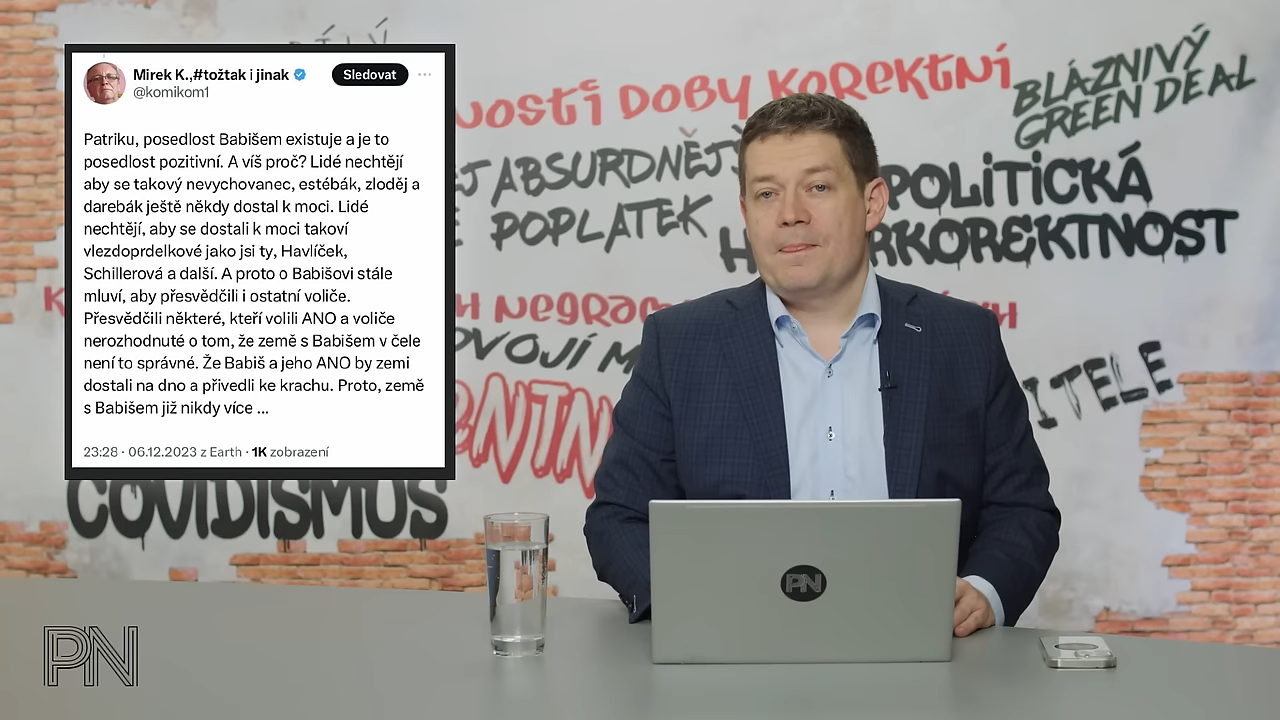 Mirek K.,#tožtak i jinak
Sledovat
@komikom1
Patriku, posedlost Babišem existuje a je to
posedlost pozitivní. A víš proč? Lidé nechtějí
aby se takový nevychovanec, estébák, zloděj a
darebák ještě někdy dostal k moci. Lidé
nechtějí, aby se dostali k moci takoví
vlezdoprdelkové jako jsi ty, Havlíček,
Schillerová a další. A proto o Babišovi stále
mluví, aby přesvědčili i ostatní voliče.
Přesvědčili některé, kteří volili ANO a voliče
nerozhodnuté o tom, že země s Babišem v čele
není to správné. Že Babiš a jeho ANO by zemi
dostali na dno a přivedli ke krachu. Proto, země
s Babišem již nikdy více ...
23:28 · 06.12.2023 z Earth · 1K zobrazení
DOBY KOREKTNÍ
BLÁZNIVÝ
GREEN DEAL
POPLATEK
POLITICKÁ
COVIDISMUS
PN
PN